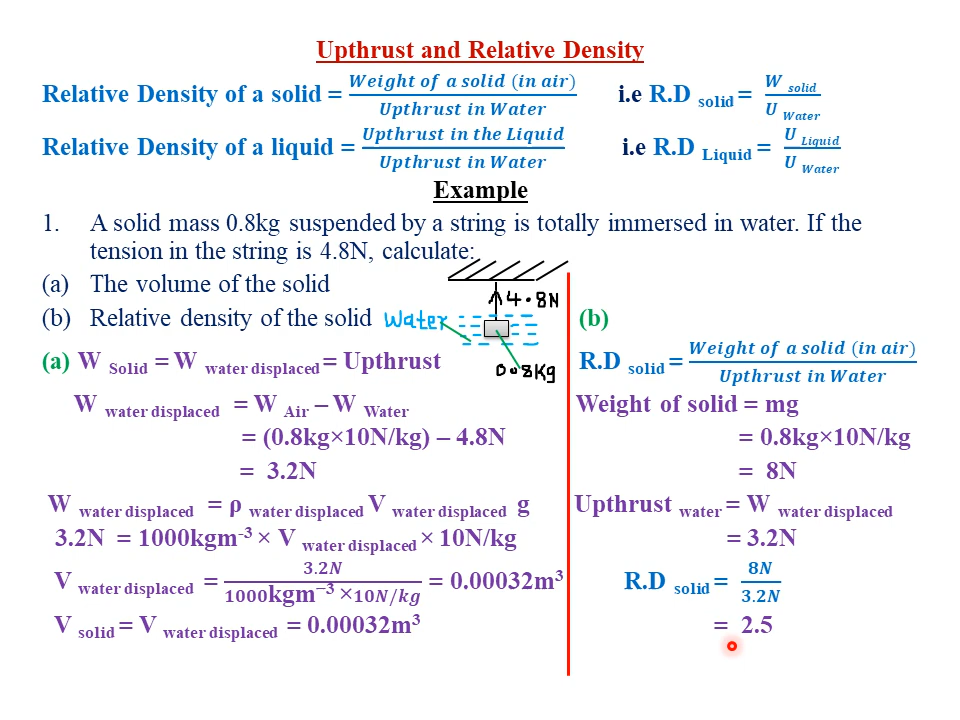 Upthrust and Relative Density
Relative Density of a solid = Weight of a solid (in air) / Upthrust in Water i.e R.D solid = W solid / U Water
Relative Density of a liquid = Upthrust in the Liquid / Upthrust in Water i.e R.D Liquid = U Liquid / U Water
Example
1. A solid mass 0.8kg suspended by a string is totally immersed in water. If the
tension in the string is 4.8N, calculate:
(a) The volume of the solid
(b) Relative density of the solid
4.8N
Water
0.8Kg
(a) W Solid = W water displaced = Upthrust
W water displaced = W Air – W Water
= (0.8kg×10N/kg) – 4.8N
= 3.2N
W water displaced = ρ water displaced V water displaced g
3.2N = 1000kgm⁻³ × V water displaced × 10N/kg
V water displaced = 3.2N / 1000kgm⁻³ ×10N/kg = 0.00032m³
V solid = V water displaced = 0.00032m³
(b)
R.D solid = Weight of a solid (in air) / Upthrust in Water
Weight of solid = mg
= 0.8kg×10N/kg
= 8N
Upthrust water = W water displaced
= 3.2N
R.D solid = 8N / 3.2N
= 2.5